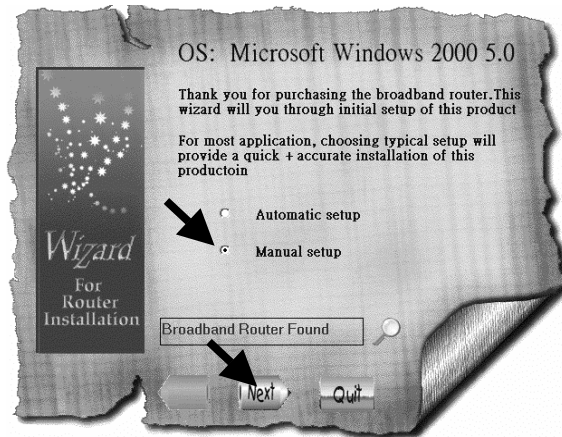 OS: Microsoft Windows 2000 5.0
Thank you for purchasing the broadband router.This
wizard will you through initial setup of this product
For most application, choosing typical setup will
provide a quick + accurate installation of this
productoin
Automatic setup
Manual setup
Wizard
For
Router
Installation
Broadband Router Found
Next
Quit